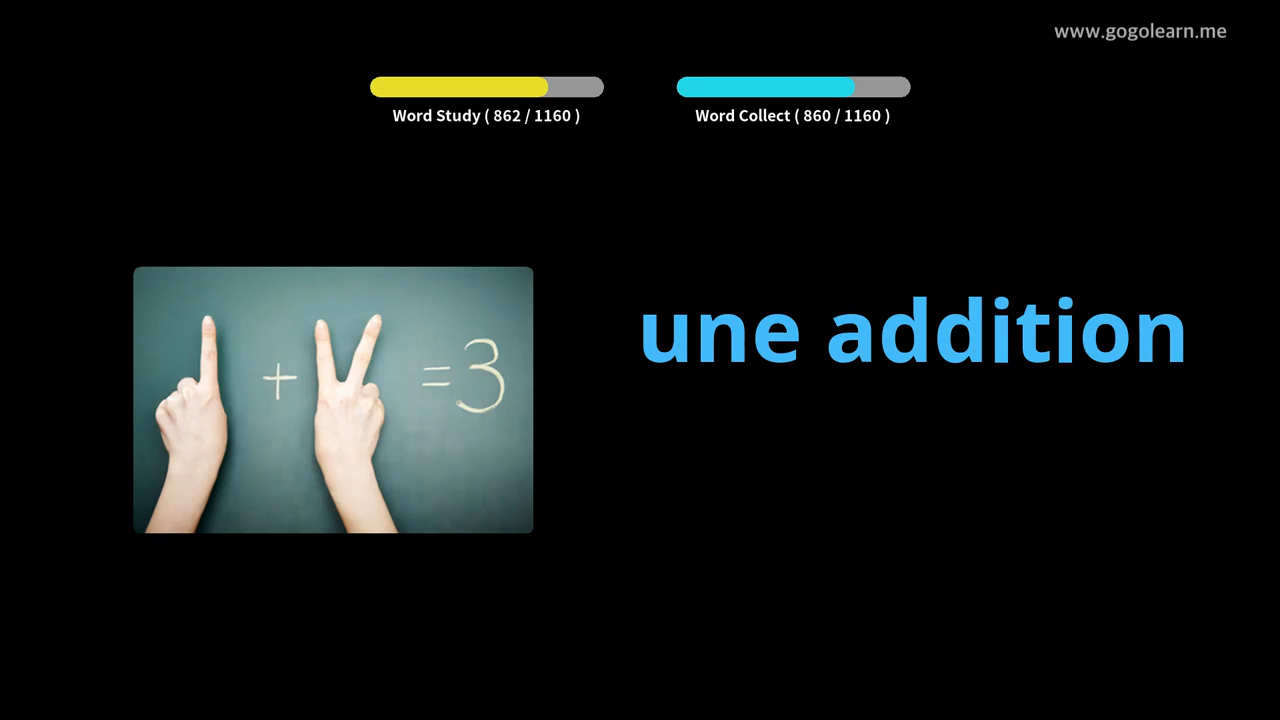 www.gogolearn.me
Word Study ( 862 / 1160 )
Word Collect ( 860 / 1160 )
une addition
+ = 3